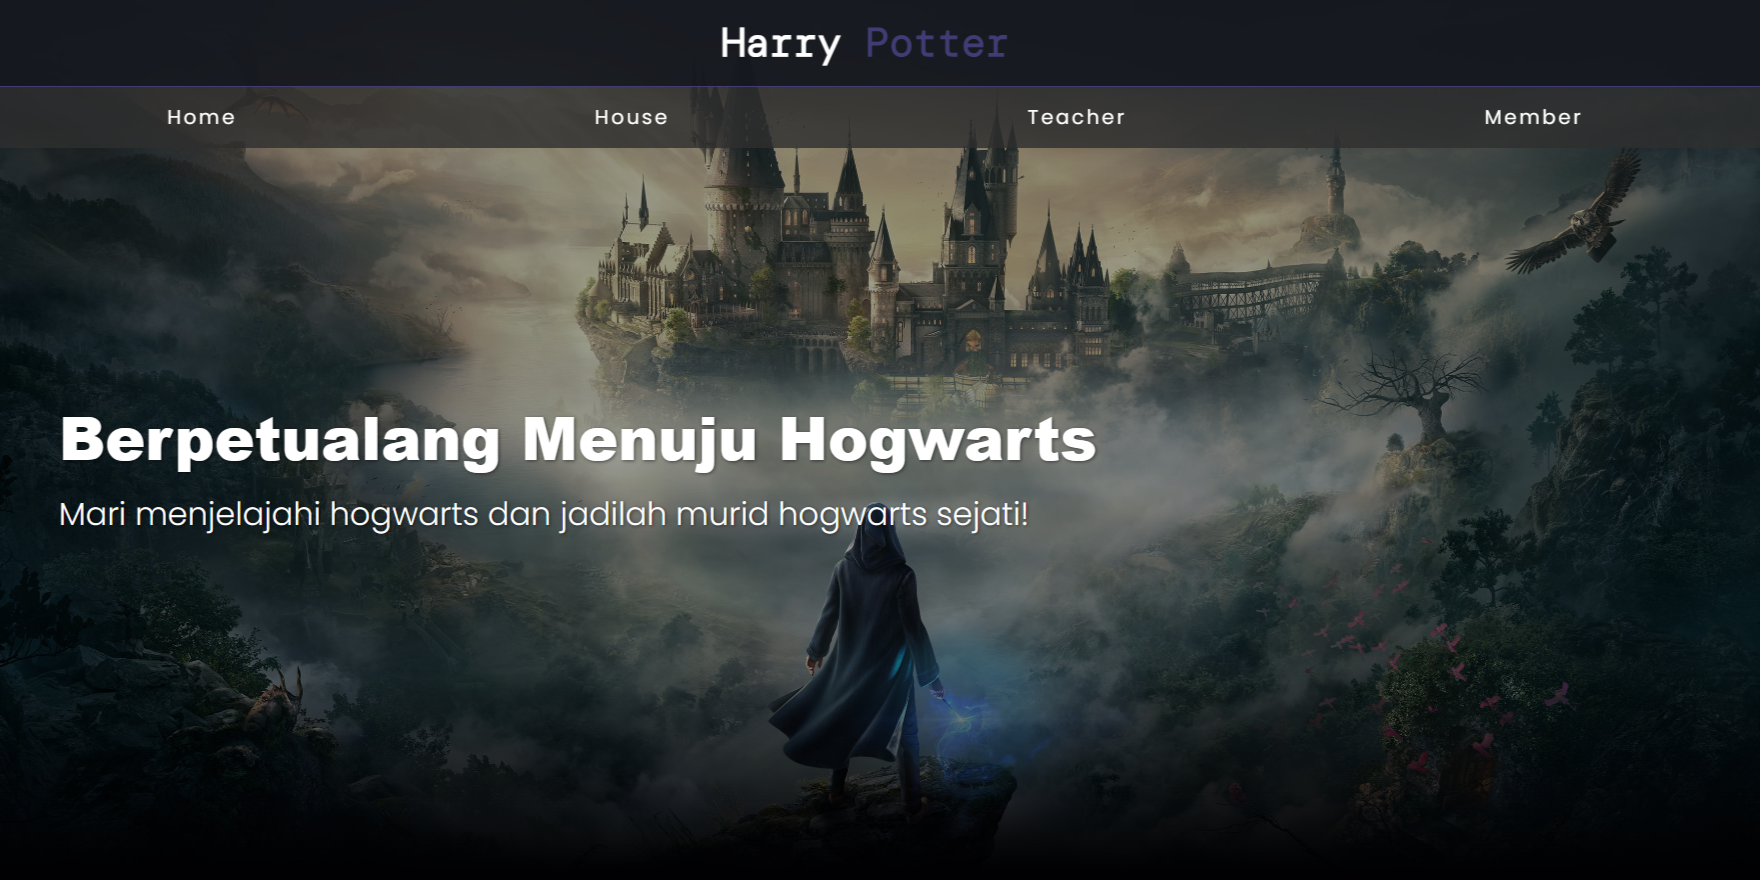 Harry Potter
Home House Teacher Member
Berpetualang Menuju Hogwarts
Mari menjelajahi hogwarts dan jadilah murid hogwarts sejati!